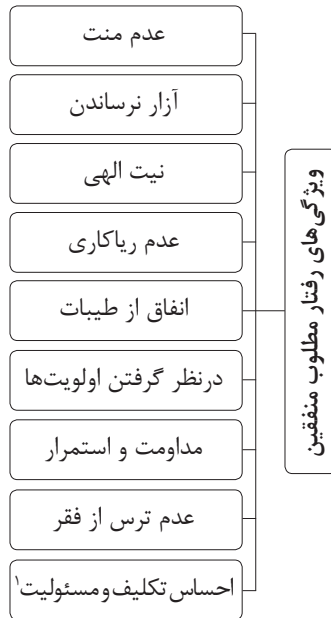 ویژگی‌های رفتار مطلوب منفقین
عدم منت
آزار نرساندن
نیت الهی
عدم ریاکاری
انفاق از طیبات
درنظر گرفتن اولویت‌ها
مداومت و استمرار
عدم ترس از فقر
احساس تکلیف و مسئولیت۱